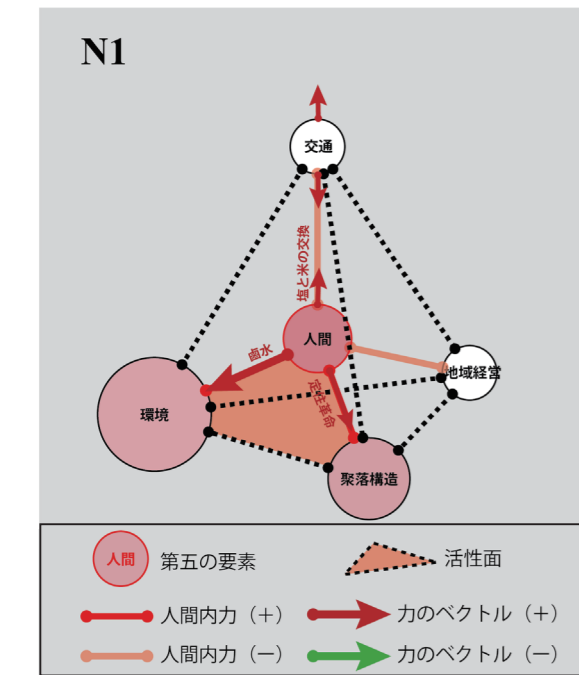 N1
交通
塩と米の交換
人間
鹵水
定住革命
地域経営
環境
聚落構造
人間
第五の要素
活性面
人間内力（＋）
力のベクトル（＋）
人間内力（ー）
力のベクトル（ー）